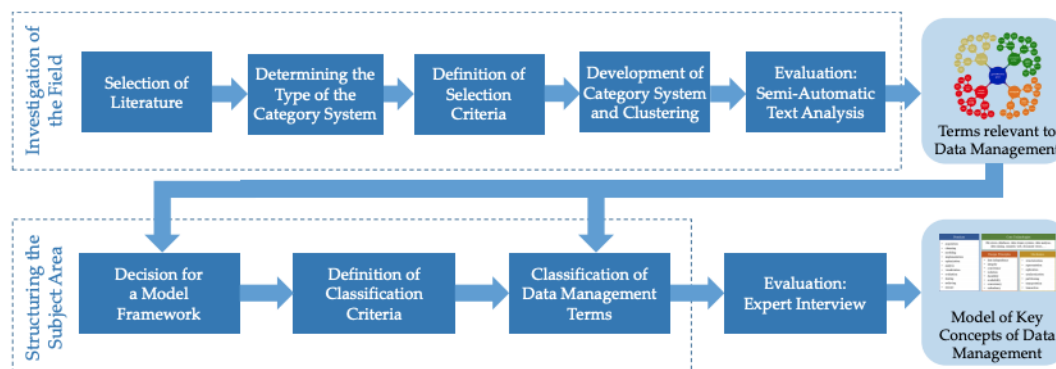 Investigation of
the Field
Selection of
Literature
Determining the
Type of the
Category System
Definition of
Selection
Criteria
Development of
Category System
and Clustering
Evaluation:
Semi-Automatic
Text Analysis
Terms relevant to
Data Management
Structuring the
Subject Area
Decision for
a Model
Framework
Definition of
Classification
Criteria
Classification of
Data Management
Terms
Evaluation:
Expert Interview
Model of Key
Concepts of Data
Management